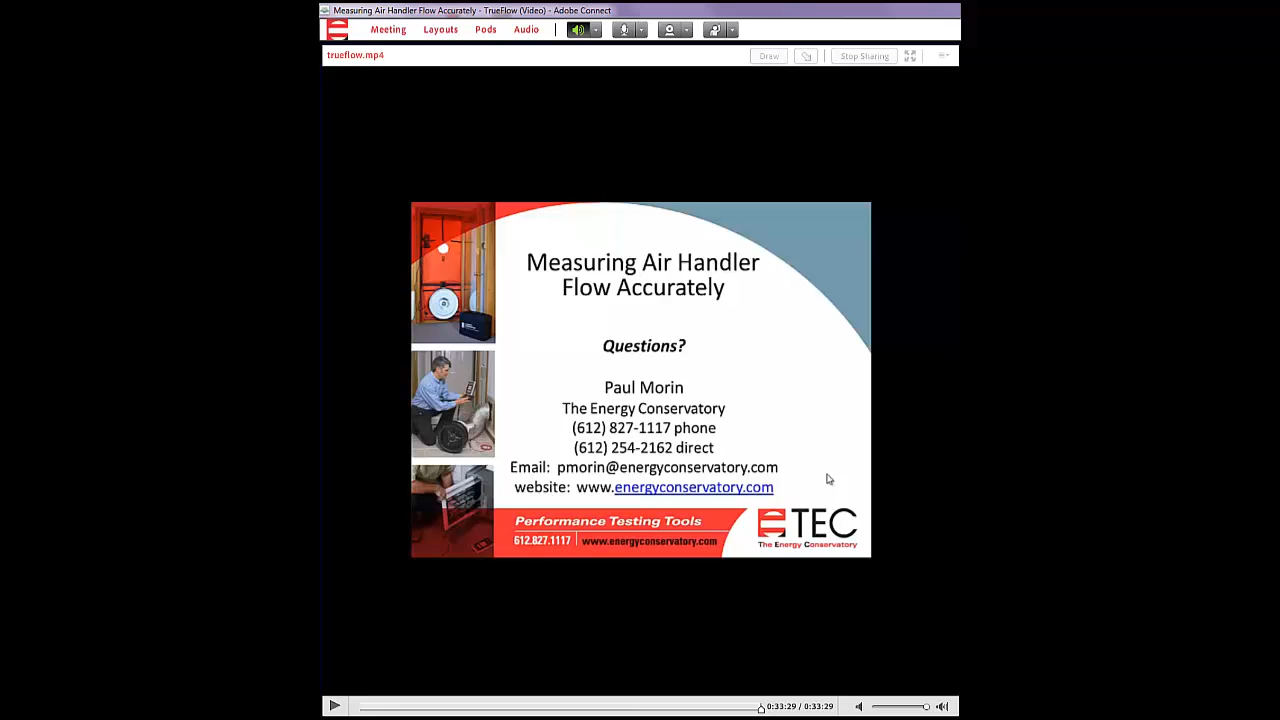 Measuring Air Handler Flow Accurately - TrueFlow (Video) - Adobe Connect
Meeting Layouts Pods Audio
trueflow.mp4
Draw
Stop Sharing
Measuring Air Handler
Flow Accurately
Questions?
Paul Morin
The Energy Conservatory
(612) 827-1117 phone
(612) 254-2162 direct
Email: pmorin@energyconservatory.com
website: www.energyconservatory.com
Performance Testing Tools
612.827.1117 www.energyconservatory.com
TEC
The Energy Conservatory
0:33:29 / 0:33:29